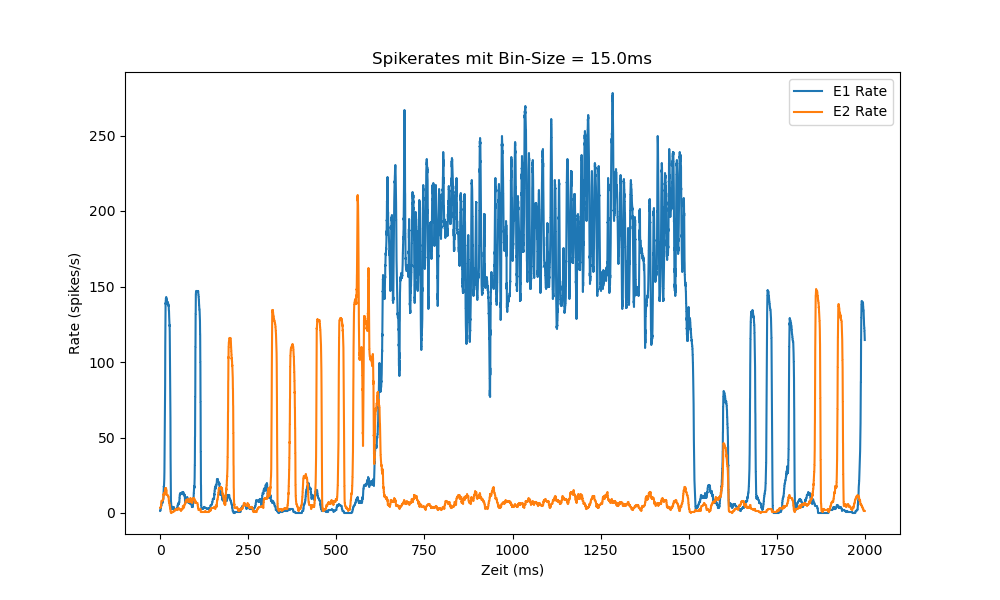 Spikerates mit Bin-Size = 15.0ms
E1 Rate
E2 Rate
Rate (spikes/s)
250
200
150
100
50
0
0 250 500 750 1000 1250 1500 1750 2000
Zeit (ms)